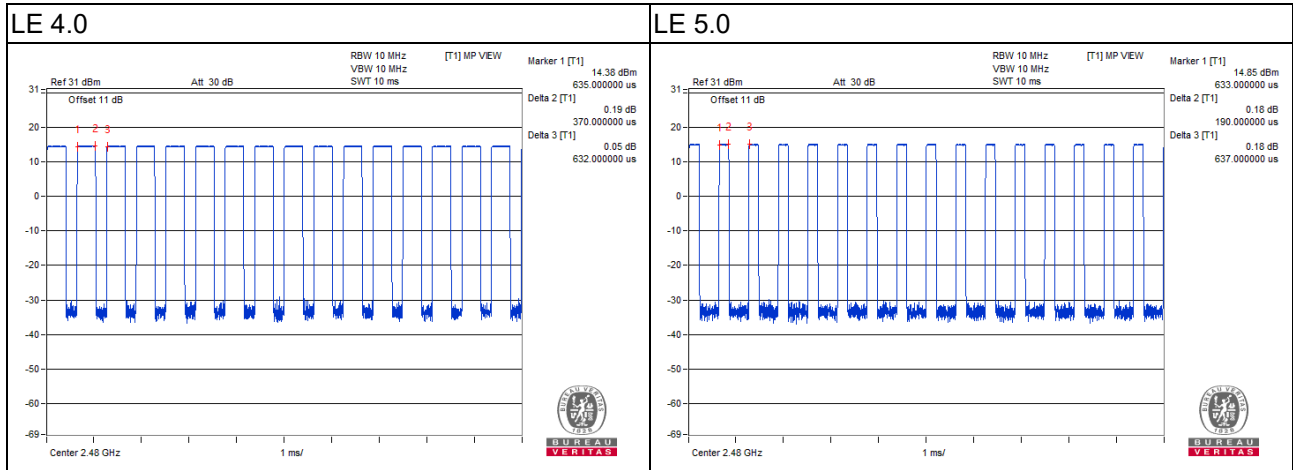 LE 4.0
RBW 10 MHz [T1] MP VIEW
VBW 10 MHz
Ref 31 dBm Att 30 dB SWT 10 ms
Marker 1 [T1]
14.38 dBm
635.000000 us
Delta 2 [T1]
0.19 dB
370.000000 us
Delta 3 [T1]
0.05 dB
632.000000 us
31
Offset 11 dB
20
1 2 3
10
0
-10
-20
-30
-40
-50
-60
-69
Center 2.48 GHz 1 ms/
BUREAU VERITAS
1828
BUREAU
VERITAS
LE 5.0
RBW 10 MHz [T1] MP VIEW
VBW 10 MHz
Ref 31 dBm Att 30 dB SWT 10 ms
Marker 1 [T1]
14.85 dBm
633.000000 us
Delta 2 [T1]
0.18 dB
190.000000 us
Delta 3 [T1]
0.18 dB
637.000000 us
31
Offset 11 dB
20
1 2 3
10
0
-10
-20
-30
-40
-50
-60
-69
Center 2.48 GHz 1 ms/
BUREAU VERITAS
1828
BUREAU
VERITAS